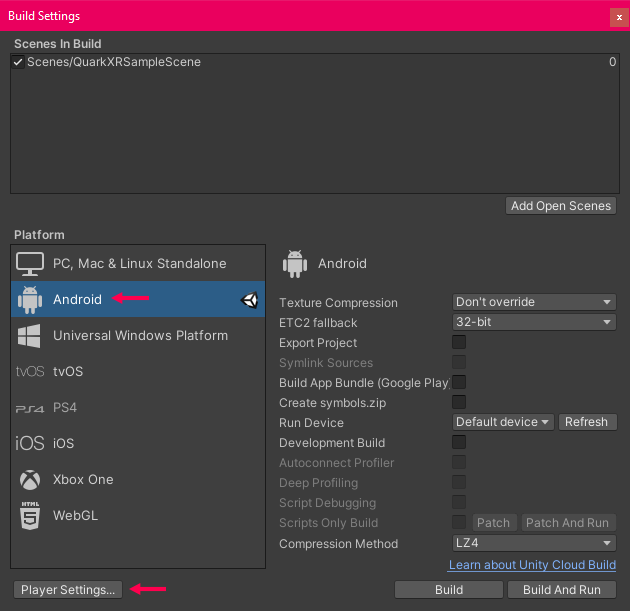 Build Settings
x
Scenes In Build
Scenes/QuarkXRSampleScene 0
Add Open Scenes
Platform
PC, Mac & Linux Standalone
Android
Universal Windows Platform
tvOS tvOS
PS4 PS4
iOS iOS
Xbox One
HTML 5 WebGL
Android
Texture Compression Don't override
ETC2 fallback 32-bit
Export Project
Symlink Sources
Build App Bundle (Google Play
Create symbols.zip
Run Device Default device Refresh
Development Build
Autoconnect Profiler
Deep Profiling
Script Debugging
Scripts Only Build Patch Patch And Run
Compression Method LZ4
Learn about Unity Cloud Build
Player Settings... Build Build And Run